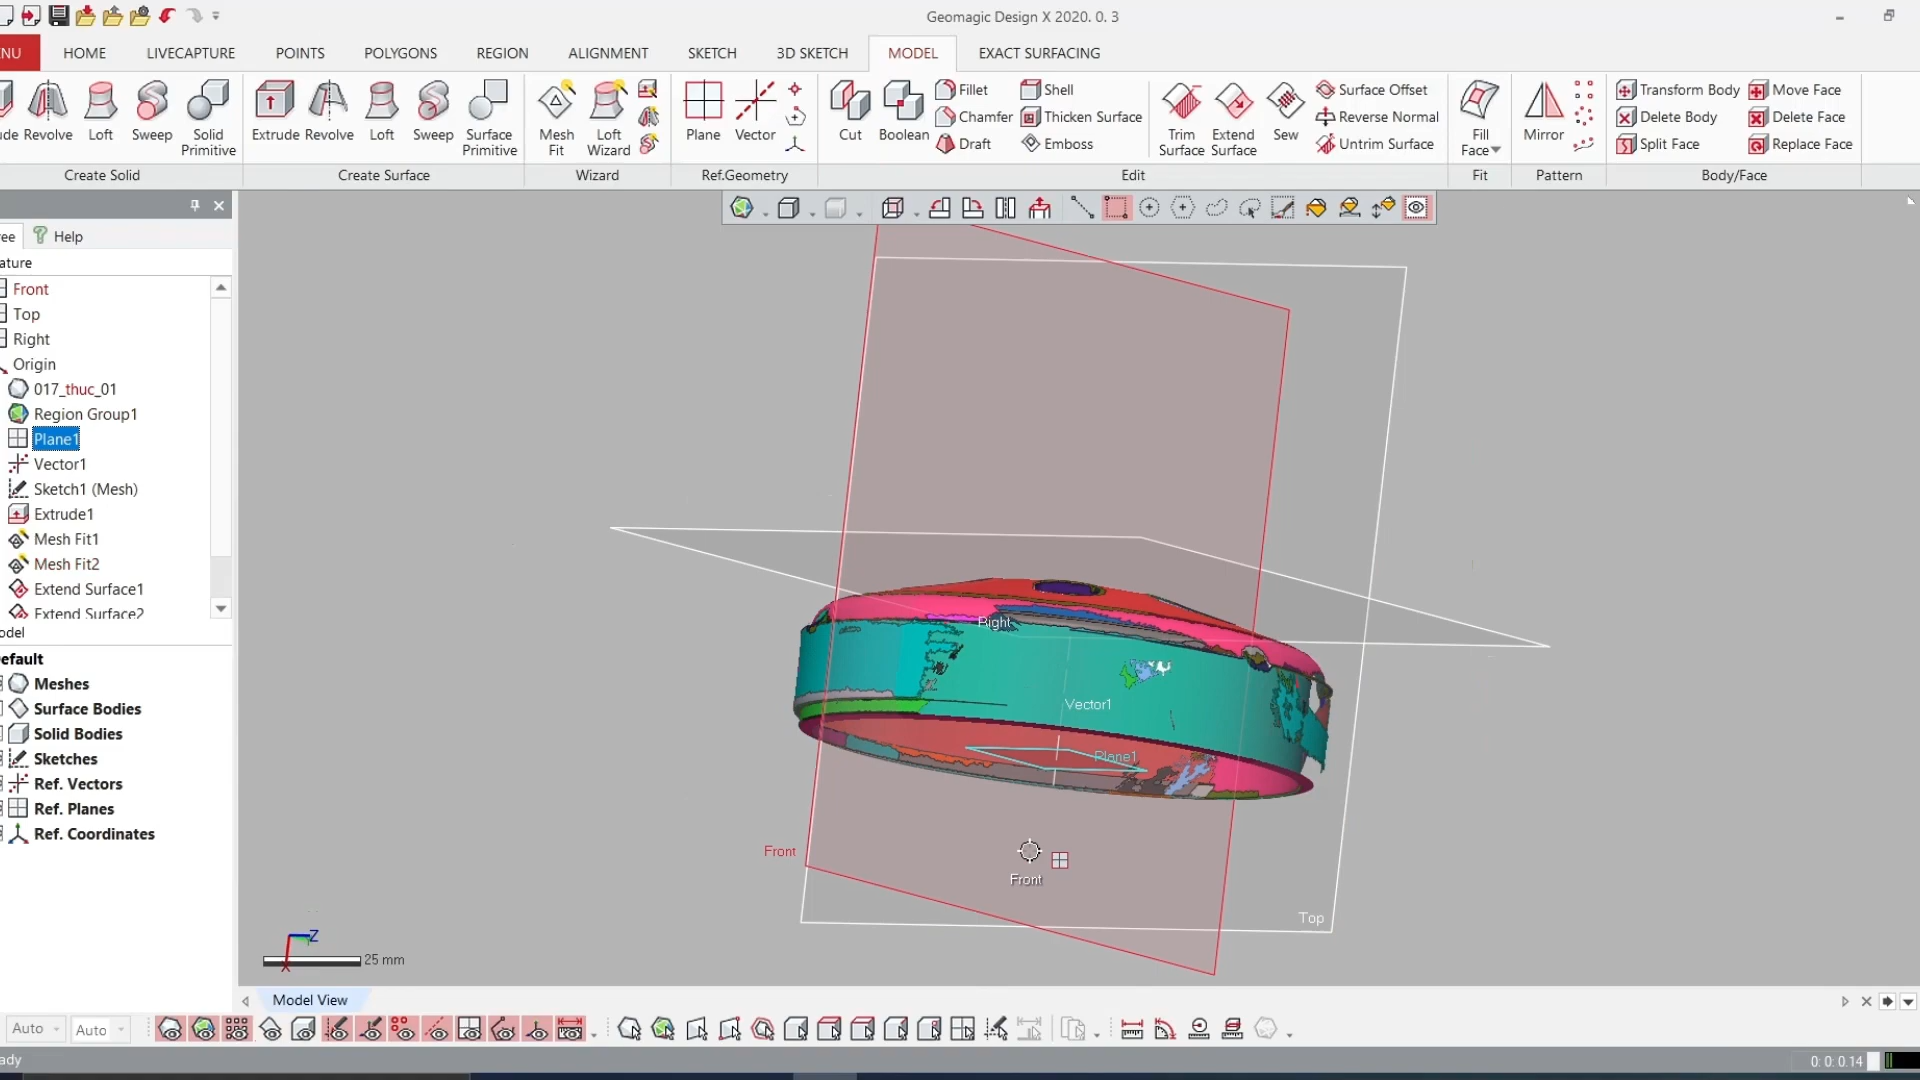 Geomagic Design X 2020. 0. 3
NU HOME LIVECAPTURE POINTS POLYGONS REGION ALIGNMENT SKETCH 3D SKETCH MODEL EXACT SURFACING
de Revolve Loft Sweep Solid Primitive
Create Solid
Extrude Revolve Loft Sweep Surface Primitive
Create Surface
Mesh Fit Loft Wizard
Wizard
Plane Vector
Ref.Geometry
Cut Boolean
Fillet Shell
Chamfer Thicken Surface
Draft Emboss
Trim Surface Extend Surface Sew
Surface Offset
Reverse Normal
Untrim Surface
Edit
Fill Face
Fit
Mirror
Pattern
Transform Body Move Face
Delete Body Delete Face
Split Face Replace Face
Body/Face
ee Help
ature
Front
Top
Right
Origin
017_thuc_01
Region Group1
Plane1
Vector1
Sketch1 (Mesh)
Extrude1
Mesh Fit1
Mesh Fit2
Extend Surface1
Extend Surface2
odel
efault
Meshes
Surface Bodies
Solid Bodies
Sketches
Ref. Vectors
Ref. Planes
Ref. Coordinates
Right
Vector1
Plane1
Front
Front
Top
Z
X
25 mm
Model View
Auto Auto
ady
0: 0: 0.14